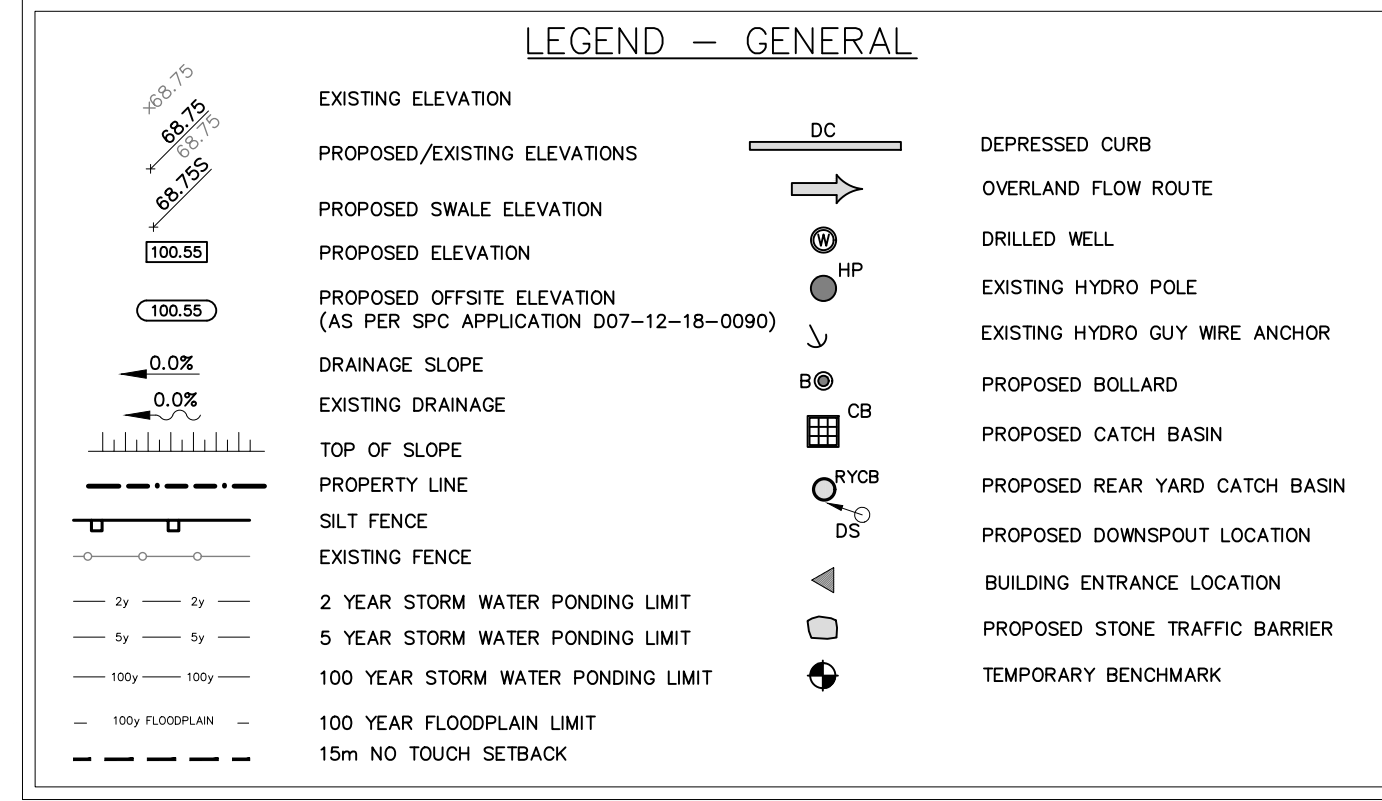 LEGEND – GENERAL
x68.75
EXISTING ELEVATION
68.75
68.75
PROPOSED/EXISTING ELEVATIONS
68.75S
PROPOSED SWALE ELEVATION
100.55
PROPOSED ELEVATION
100.55
PROPOSED OFFSITE ELEVATION
(AS PER SPC APPLICATION D07-12-18-0090)
0.0%
DRAINAGE SLOPE
0.0%
EXISTING DRAINAGE
TOP OF SLOPE
PROPERTY LINE
SILT FENCE
EXISTING FENCE
2y 2y
2 YEAR STORM WATER PONDING LIMIT
5y 5y
5 YEAR STORM WATER PONDING LIMIT
100y 100y
100 YEAR STORM WATER PONDING LIMIT
100y FLOODPLAIN
100 YEAR FLOODPLAIN LIMIT
15m NO TOUCH SETBACK
DC
DEPRESSED CURB
OVERLAND FLOW ROUTE
W
DRILLED WELL
HP
EXISTING HYDRO POLE
EXISTING HYDRO GUY WIRE ANCHOR
B
PROPOSED BOLLARD
CB
PROPOSED CATCH BASIN
RYCB
PROPOSED REAR YARD CATCH BASIN
DS
PROPOSED DOWNSPOUT LOCATION
BUILDING ENTRANCE LOCATION
PROPOSED STONE TRAFFIC BARRIER
TEMPORARY BENCHMARK